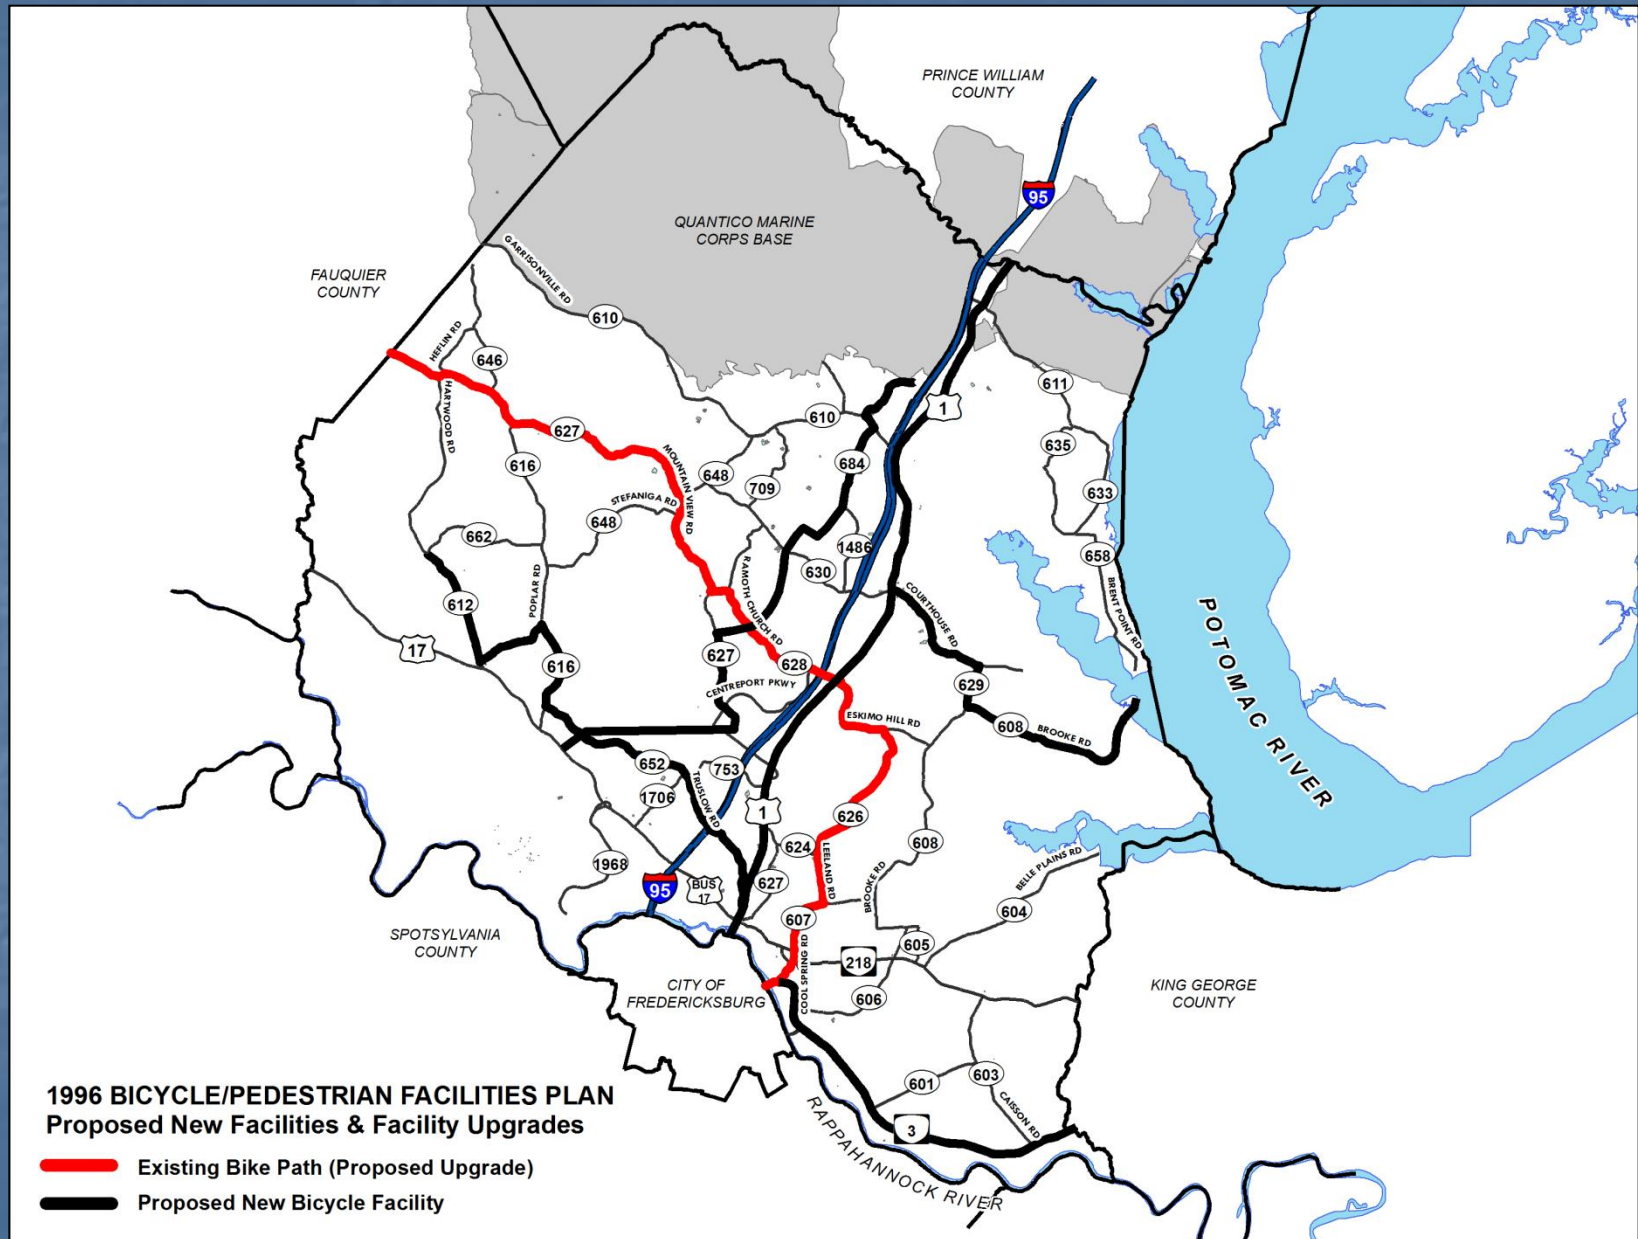 PRINCE WILLIAM
COUNTY
95
QUANTICO MARINE
CORPS BASE
GARRISONVILLE RD
FAUQUIER
COUNTY
610
HEFLIN RD
646
HARTWOOD RD
611
1
610
627
616
MOUNTAIN VIEW RD
635
684
648
709
633
STEFANIGA RD
648
662
1486
658
630
RAMOTH CHURCH RD
BRENT POINT RD
POPLAR RD
612
COURTHOUSE RD
POTOMAC RIVER
17
616
627
628
629
CENTREPORT PKWY
ESKIMO HILL RD
608
BROOKE RD
652
753
TRUSLOW RD
1706
1
626
624
608
LEELAND RD
1968
95
BUS
17
627
BROOKE RD
BELLE PLAINS RD
604
607
SPOTSYLVANIA
COUNTY
605
COOL SPRING RD
218
CITY OF
FREDERICKSBURG
606
KING GEORGE
COUNTY
601
603
CAISSON RD
3
RAPPAHANNOCK RIVER
1996 BICYCLE/PEDESTRIAN FACILITIES PLAN
Proposed New Facilities & Facility Upgrades
Existing Bike Path (Proposed Upgrade)
Proposed New Bicycle Facility